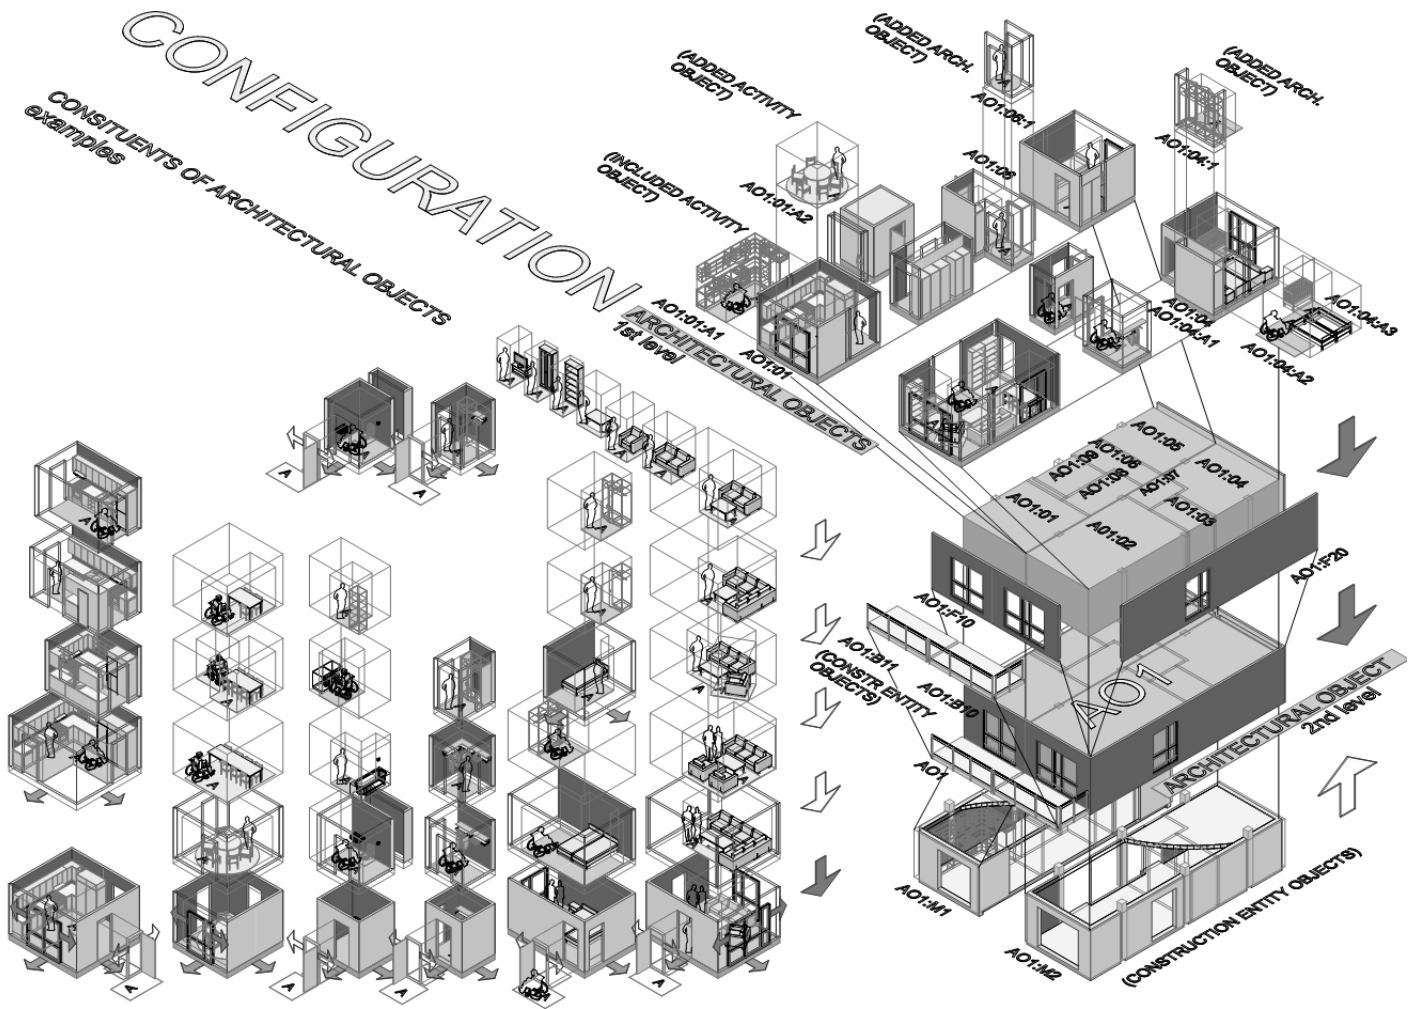 CONFIGURATION
CONSITUENTS OF ARCHITECTURAL OBJECTS
examples
(ADDED ARCH.
OBJECT)
(ADDED ARCH.
OBJECT)
(ADDED ACTIVITY
OBJECT)
(INCLUDED ACTIVITY
OBJECT)
AO1:06:1
AO1:04:1
AO1:06
AO1:01:A2
AO1:01:A1
AO1:01
AO1:04
AO1:04:A1
AO1:04:A3
AO1:04:A2
ARCHITECTURAL OBJECTS
1st level
AO1:05
AO1:06
AO1:09
AO1:08
AO1:07
AO1:04
AO1:01
AO1:02
AO1:03
AO1:F20
AO1:F10
AO1:B11
(CONSTR ENTITY
OBJECTS)
AO1:B10
AO1
AO1
ARCHITECTURAL OBJECT
2nd level
AO1:M1
AO1:M2
(CONSTRUCTION ENTITY OBJECTS)
A
A
A
A
A
A
A